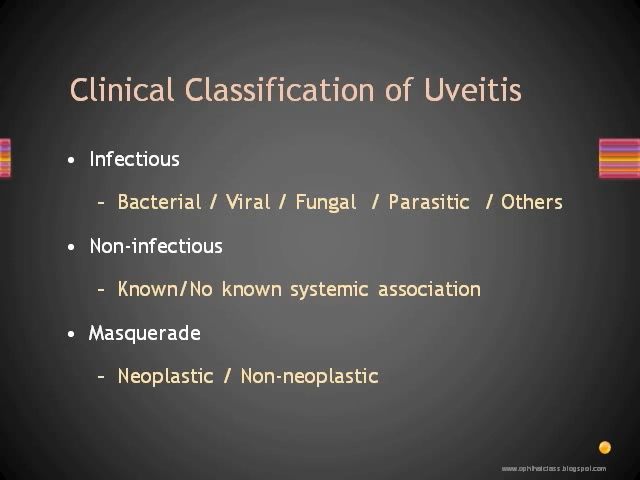 Clinical Classification of Uveitis
• Infectious
– Bacterial / Viral / Fungal / Parasitic / Others
• Non-infectious
– Known/No known systemic association
• Masquerade
– Neoplastic / Non-neoplastic
www.ophthalclass.blogspot.com